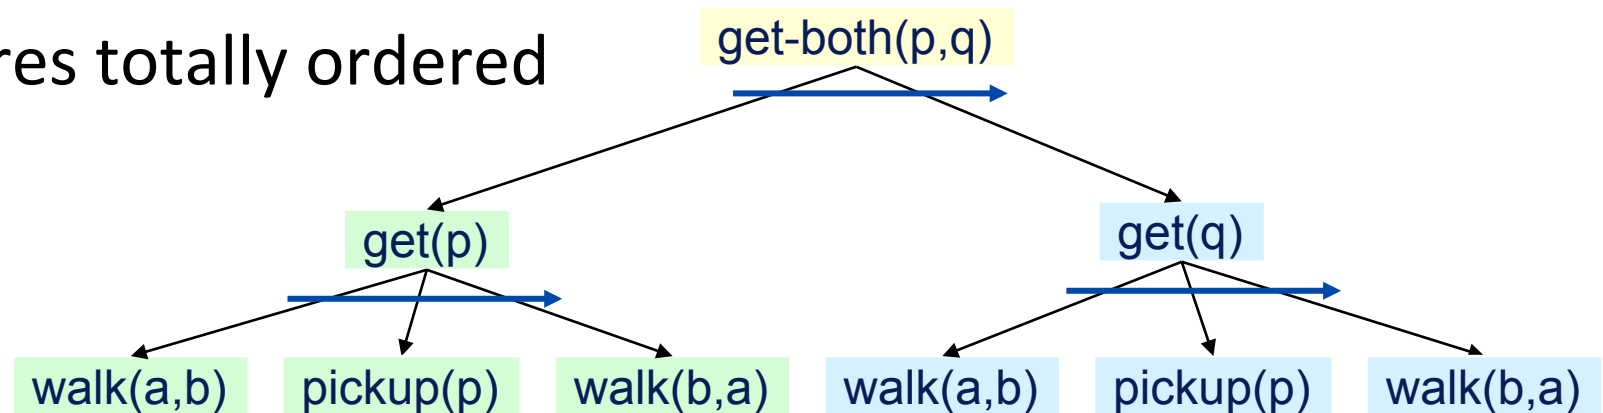 res totally ordered
get-both(p,q)
get(p)
get(q)
walk(a,b)
pickup(p)
walk(b,a)
walk(a,b)
pickup(p)
walk(b,a)